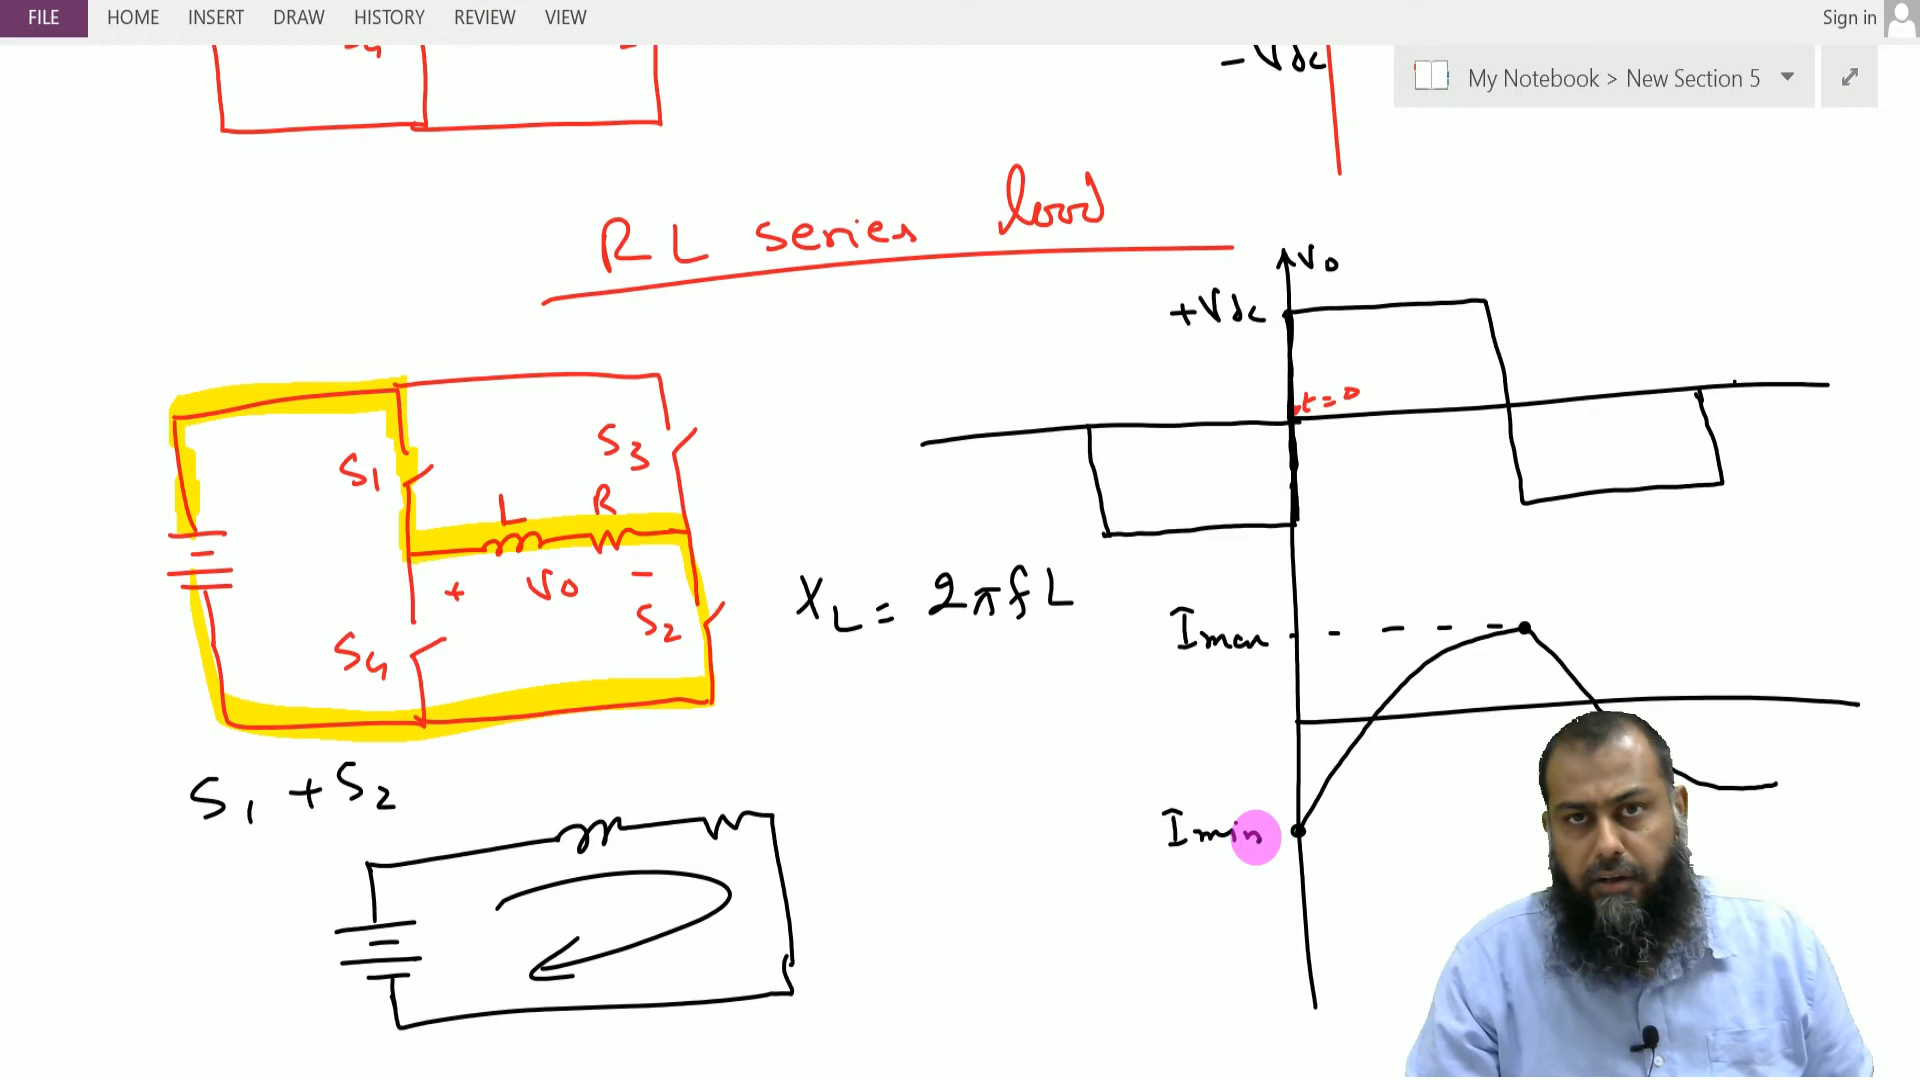 FILE HOME INSERT DRAW HISTORY REVIEW VIEW Sign in
My Notebook > New Section 5
S4
-Vdc
RL series load
Vo
+Vdc
t=0
S1
S3
L R
+ Vo -
S2
S4
XL = 2πfL
Imax
Imin
S1 + S2